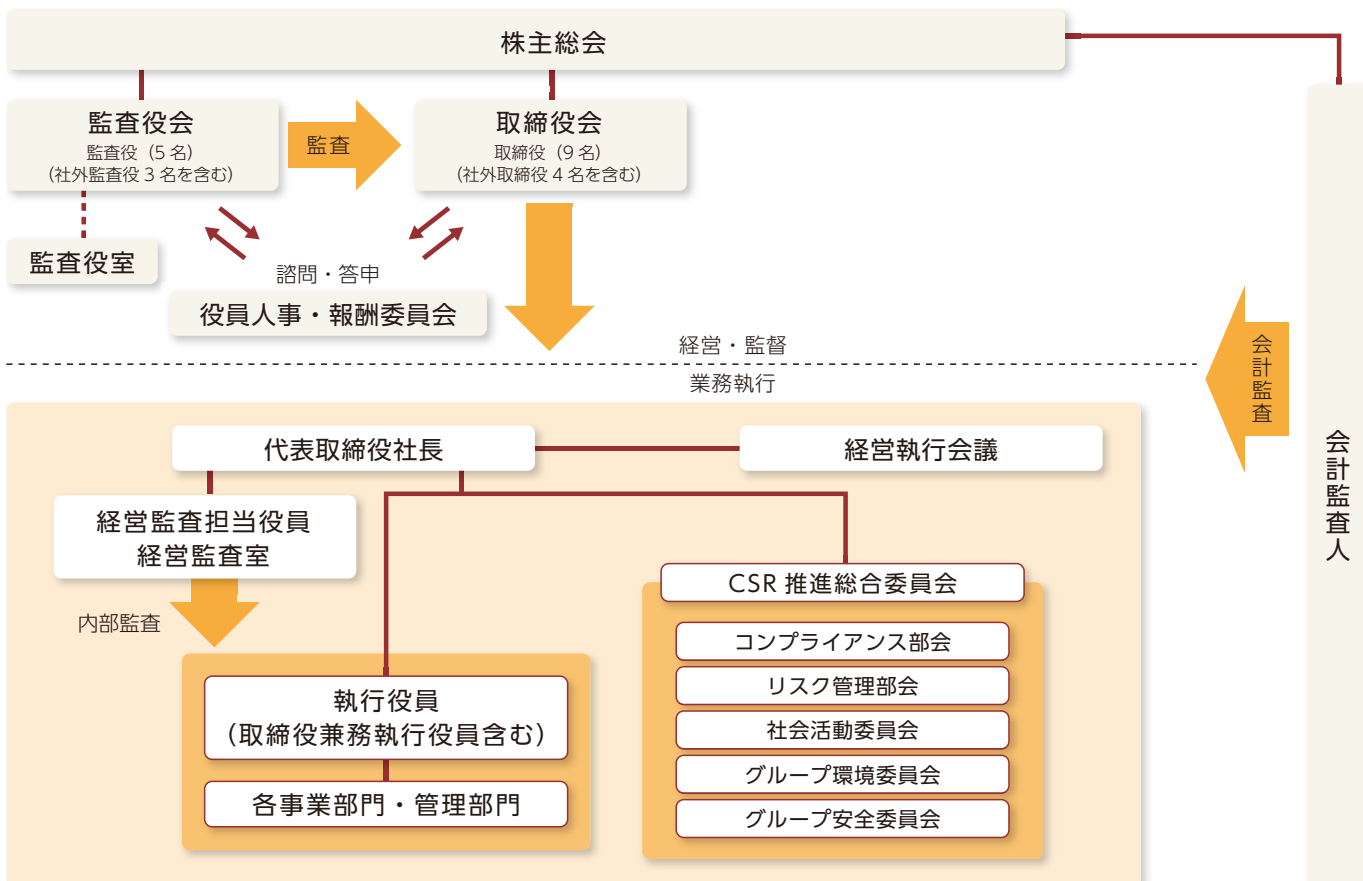 株主総会
監査役会
監査役（5 名）
（社外監査役 3 名を含む）
監査
取締役会
取締役（9 名）
（社外取締役 4 名を含む）
監査役室
諮問・答申
役員人事・報酬委員会
経営・監督
業務執行
会計監査
会計監査人
代表取締役社長
経営執行会議
経営監査担当役員
経営監査室
内部監査
執行役員
（取締役兼務執行役員含む）
各事業部門・管理部門
CSR 推進総合委員会
コンプライアンス部会
リスク管理部会
社会活動委員会
グループ環境委員会
グループ安全委員会